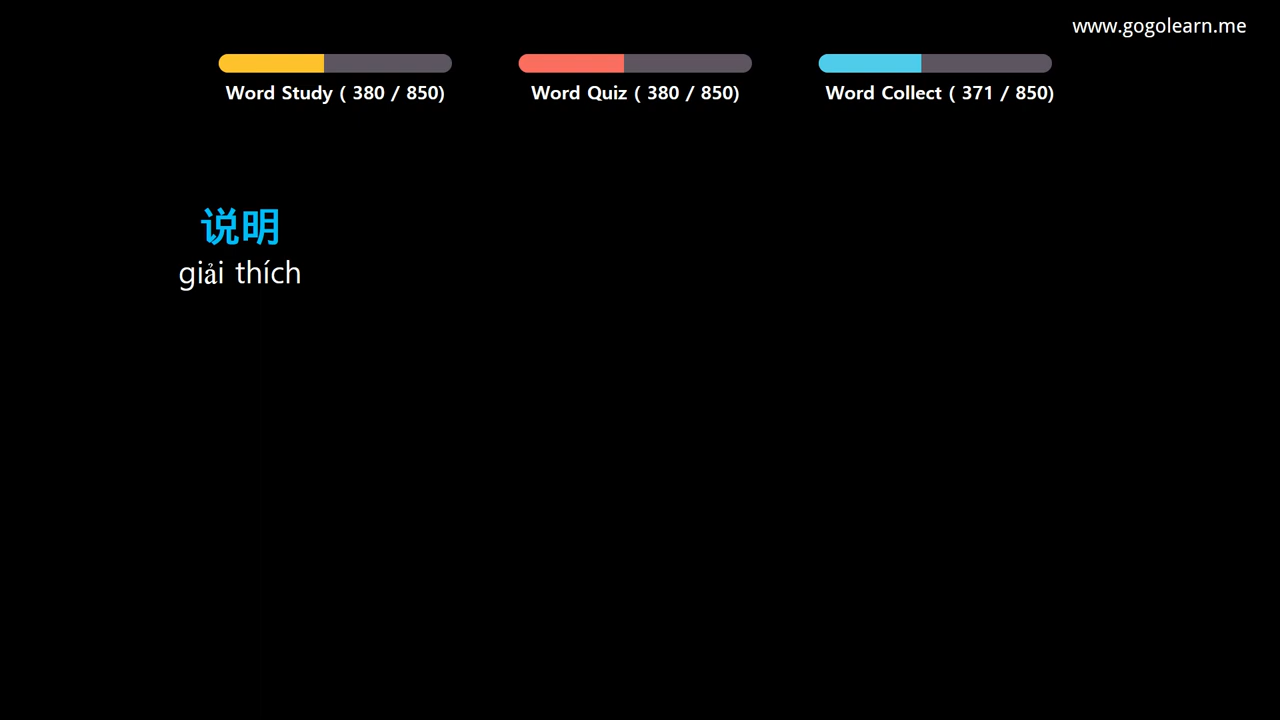 www.gogolearn.me
Word Study ( 380 / 850)
Word Quiz ( 380 / 850)
Word Collect ( 371 / 850)
说明
giải thích